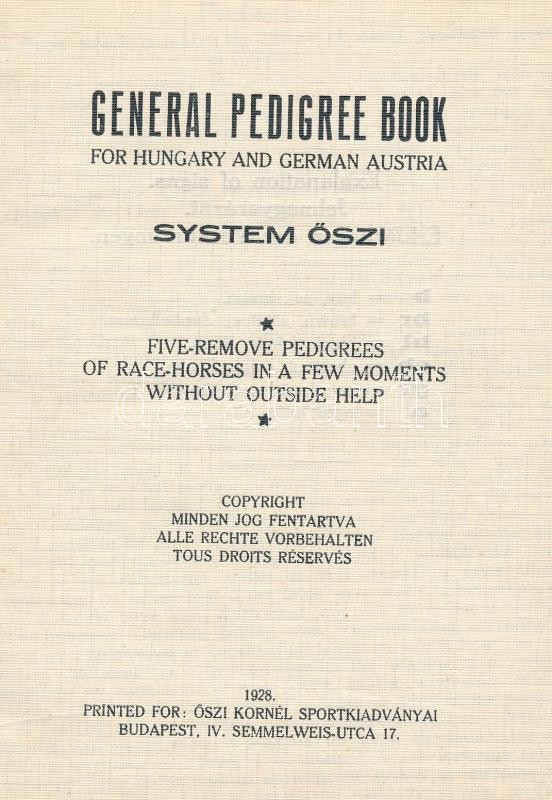 GENERAL PEDIGREE BOOK
FOR HUNGARY AND GERMAN AUSTRIA
SYSTEM ŐSZI
FIVE-REMOVE PEDIGREES
OF RACE-HORSES IN A FEW MOMENTS
WITHOUT OUTSIDE HELP
COPYRIGHT
MINDEN JOG FENTARTVA
ALLE RECHTE VORBEHALTEN
TOUS DROITS RÉSERVÉS
1928.
PRINTED FOR: ŐSZI KORNÉL SPORTKIADVÁNYAI
BUDAPEST, IV. SEMMELWEIS-UTCA 17.